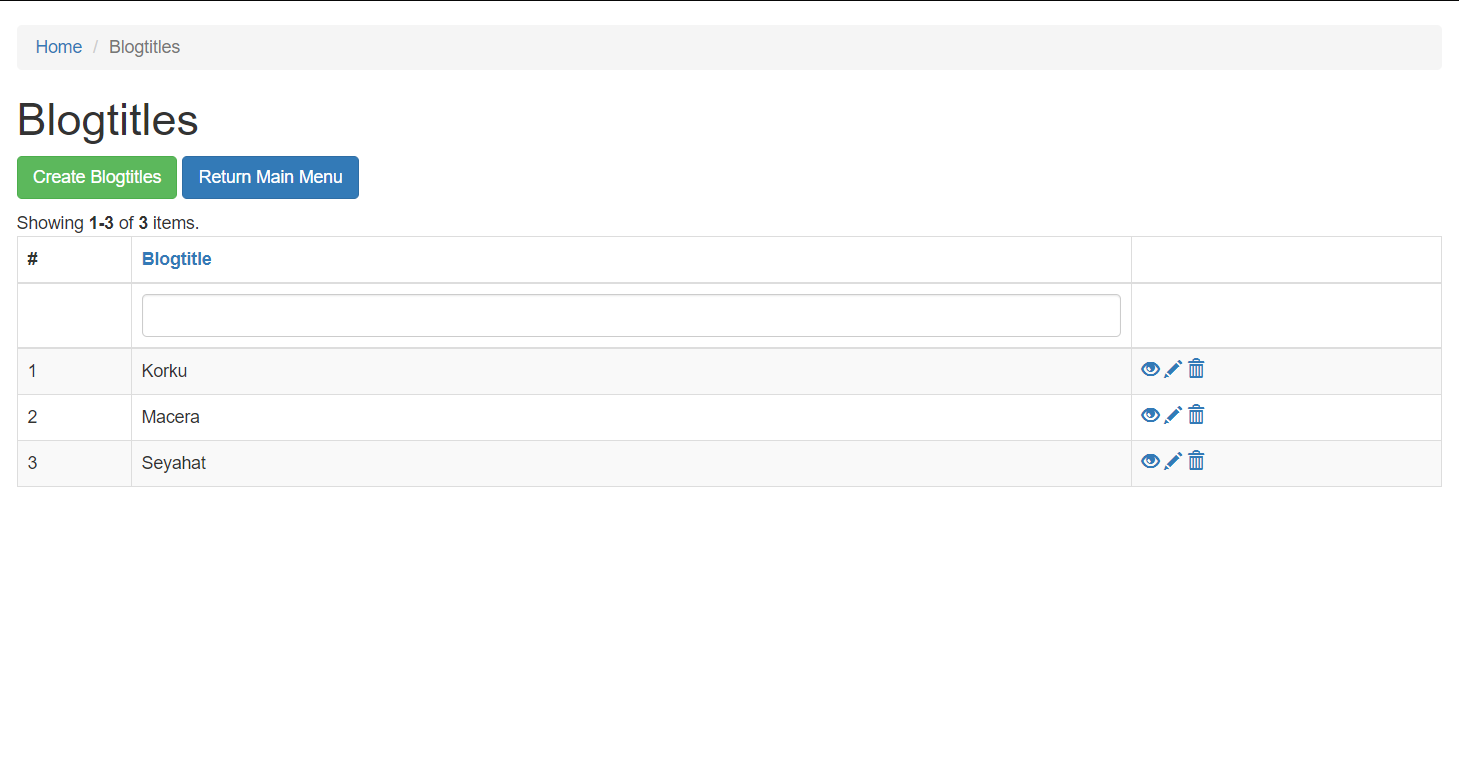 Home / Blogtitles
Blogtitles
Create Blogtitles Return Main Menu
Showing 1-3 of 3 items.
# Blogtitle
1 Korku
2 Macera
3 Seyahat